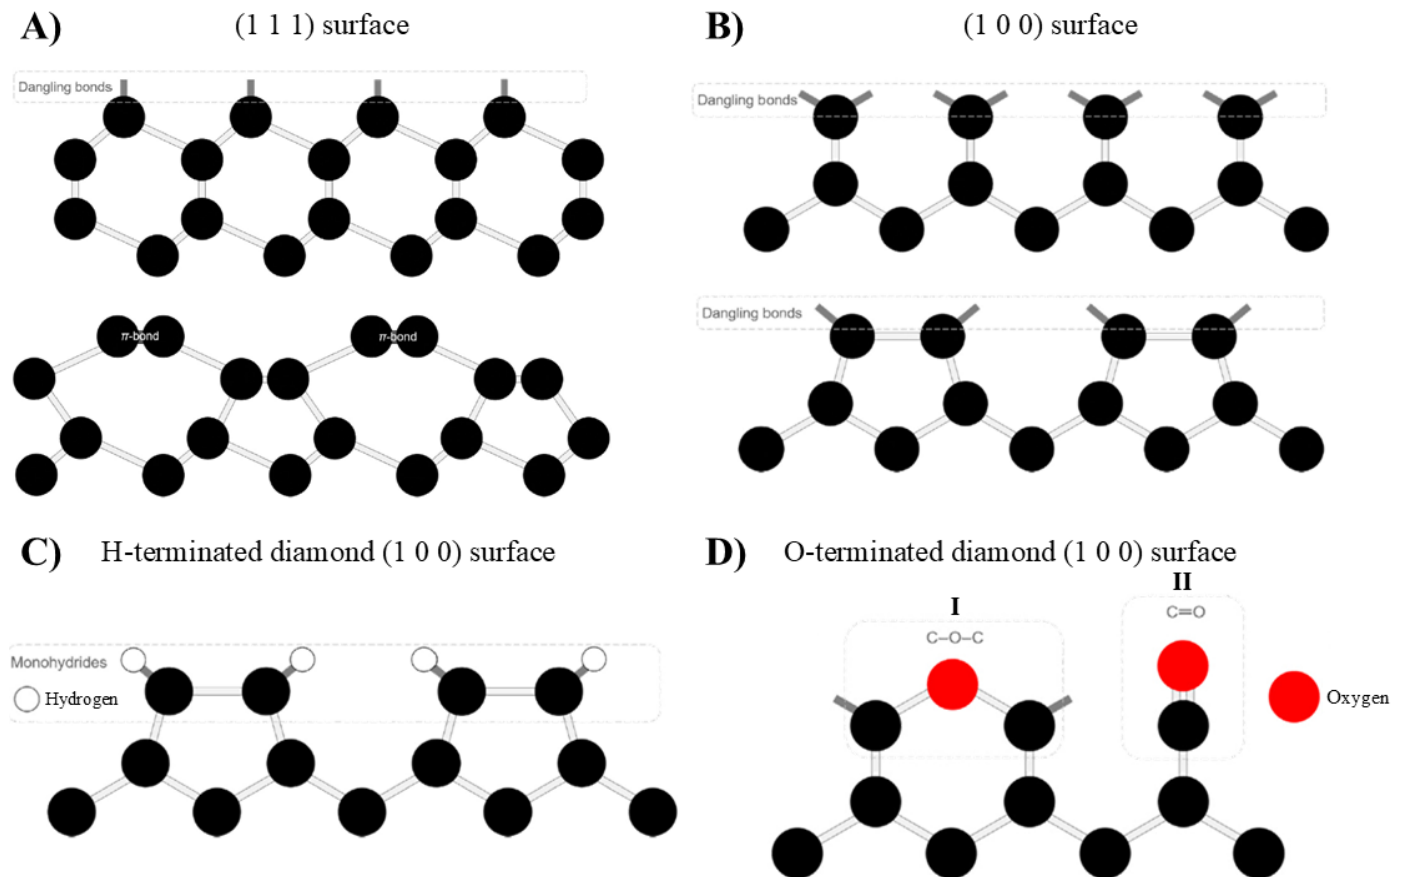 A)
(1 1 1) surface
Dangling bonds
π-bond
π-bond
B)
(1 0 0) surface
Dangling bonds
Dangling bonds
C)
H-terminated diamond (1 0 0) surface
Monohydrides
Hydrogen
D)
O-terminated diamond (1 0 0) surface
I
C–O–C
II
C=O
Oxygen